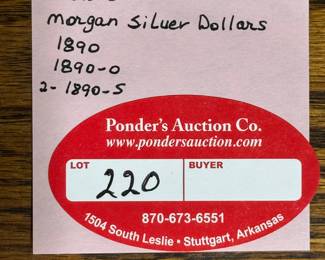 Morgan Silver Dollars
1890
1890-O
2- 1890-S
Ponder's Auction Co.
www.pondersauction.com
LOT
BUYER
220
870-673-6551
1504 South Leslie • Stuttgart, Arkansas